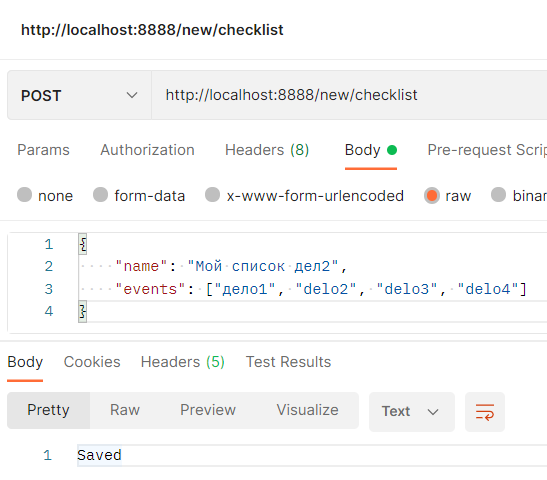 http://localhost:8888/new/checklist
POST http://localhost:8888/new/checklist
Params Authorization Headers (8) Body Pre-request Scrip
none form-data x-www-form-urlencoded raw binar
1 {
2 "name": "Мой список дел2",
3 "events": ["дело1", "delo2", "delo3", "delo4"]
4 }
Body Cookies Headers (5) Test Results
Pretty Raw Preview Visualize Text
1 Saved